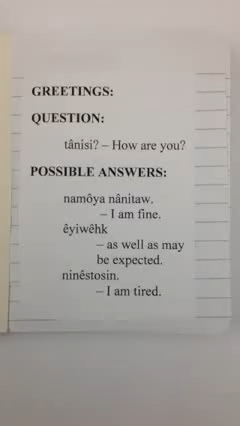 GREETINGS:
QUESTION:
tânisi? – How are you?
POSSIBLE ANSWERS:
namôya nânitaw.
– I am fine.
êyiwêhk
– as well as may
be expected.
ninêstosin.
– I am tired.